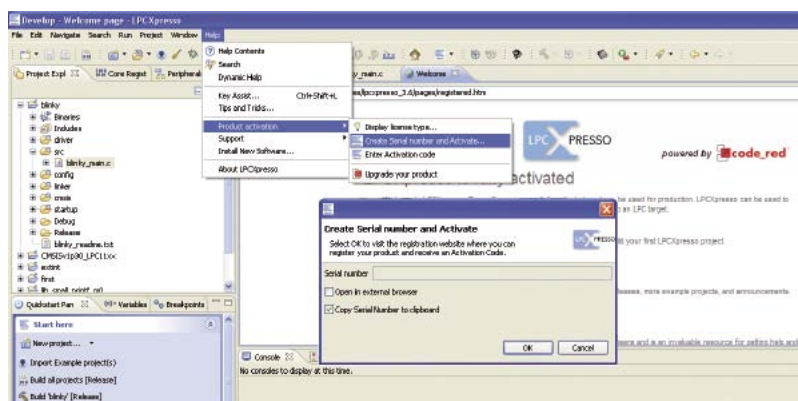 Develop - Welcome page - LPCXpresso
File Edit Navigate Search Run Project Window Help
Project Expl
Core Regist
Peripheral
y_main.c
Welcome
blinky
Binaries
Includes
driver
src
blinky_main.c
config
linker
cmsis
startup
Debug
Release
blinky_readme.txt
CMSISv1p30_LPC11xx
extint
first
Help Contents
Search
Dynamic Help
Key Assist... Ctrl+Shift+L
Tips and Tricks...
Product activation
Support
Install New Software...
About LPCXpresso
Display license type...
Create Serial number and Activate...
Enter Activation code
Upgrade your product
/pages/registered.htm
LPC XPRESSO
powered by code_red
activated
be used for production. LPCXpresso can be used to
an LPC target.
your first LPCXpresso project
more example projects, and announcements.
and is an invaluable resource for getting help and
Create Serial number and Activate
Select OK to visit the registration website where you can
register your product and receive an Activation Code.
Serial number
Open in external browser
Copy Serial Number to clipboard
OK Cancel
Quickstart Pan
Variables
Breakpoints
Start here
New project...
Import Example project(s)
Build all projects [Release]
Build 'blinky' [Release]
Console
No consoles to display at this time.